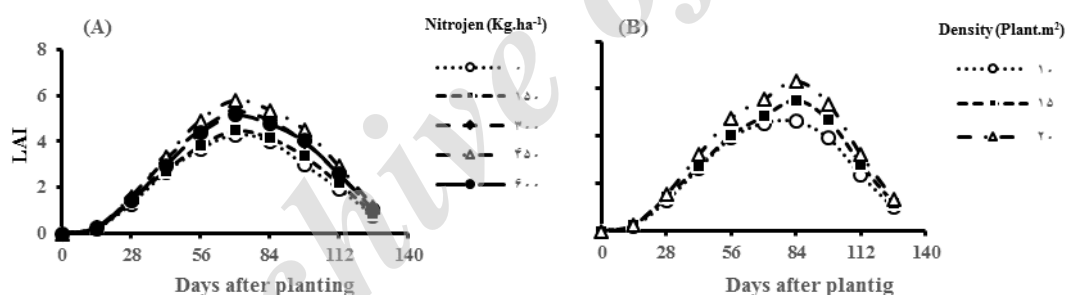 (A)
Nitrojen (Kg.ha⁻¹)
۰
۱۵۰
۳۰۰
۴۵۰
۶۰۰
LAI
8
6
4
2
0
0 28 56 84 112 140
Days after planting
(B)
Density (Plant.m²)
۱۰
۱۵
۲۰
0 28 56 84 112 140
Days after plantig